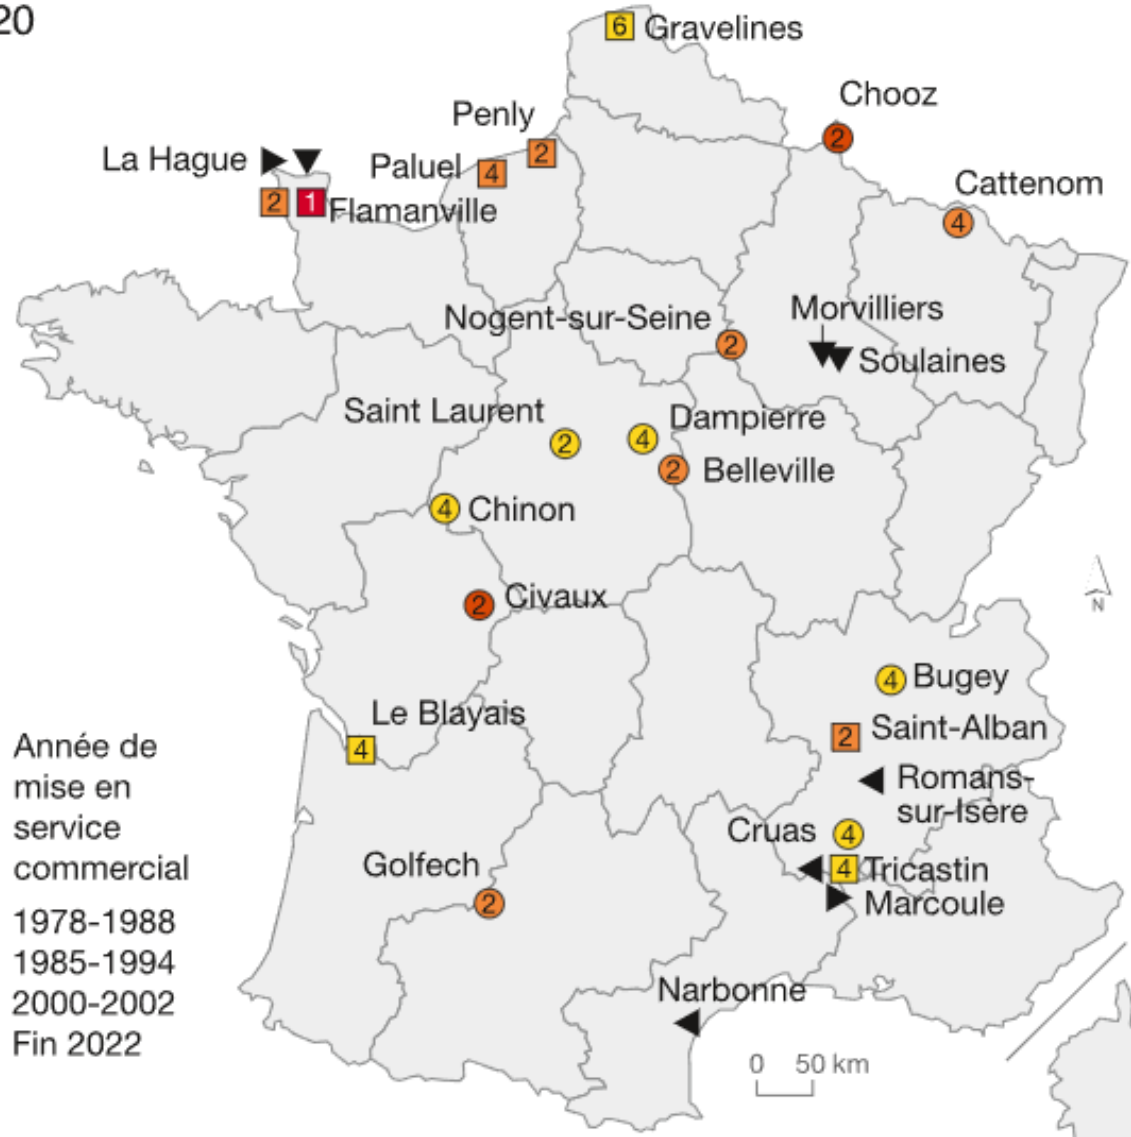 20
6 Gravelines
Chooz
2
Penly
2
La Hague
Paluel 4
Cattenom
4
2 1 Flamanville
Morvilliers
Nogent-sur-Seine
2
Soulaines
Saint Laurent
2
4 Dampierre
2 Belleville
4 Chinon
2 Civaux
N
4 Bugey
Le Blayais
4
2 Saint-Alban
Romans-
sur-Isère
Cruas 4
4 Tricastin
Marcoule
Golfech
2
Narbonne
Année de
mise en
service
commercial
1978-1988
1985-1994
2000-2002
Fin 2022
0 50 km